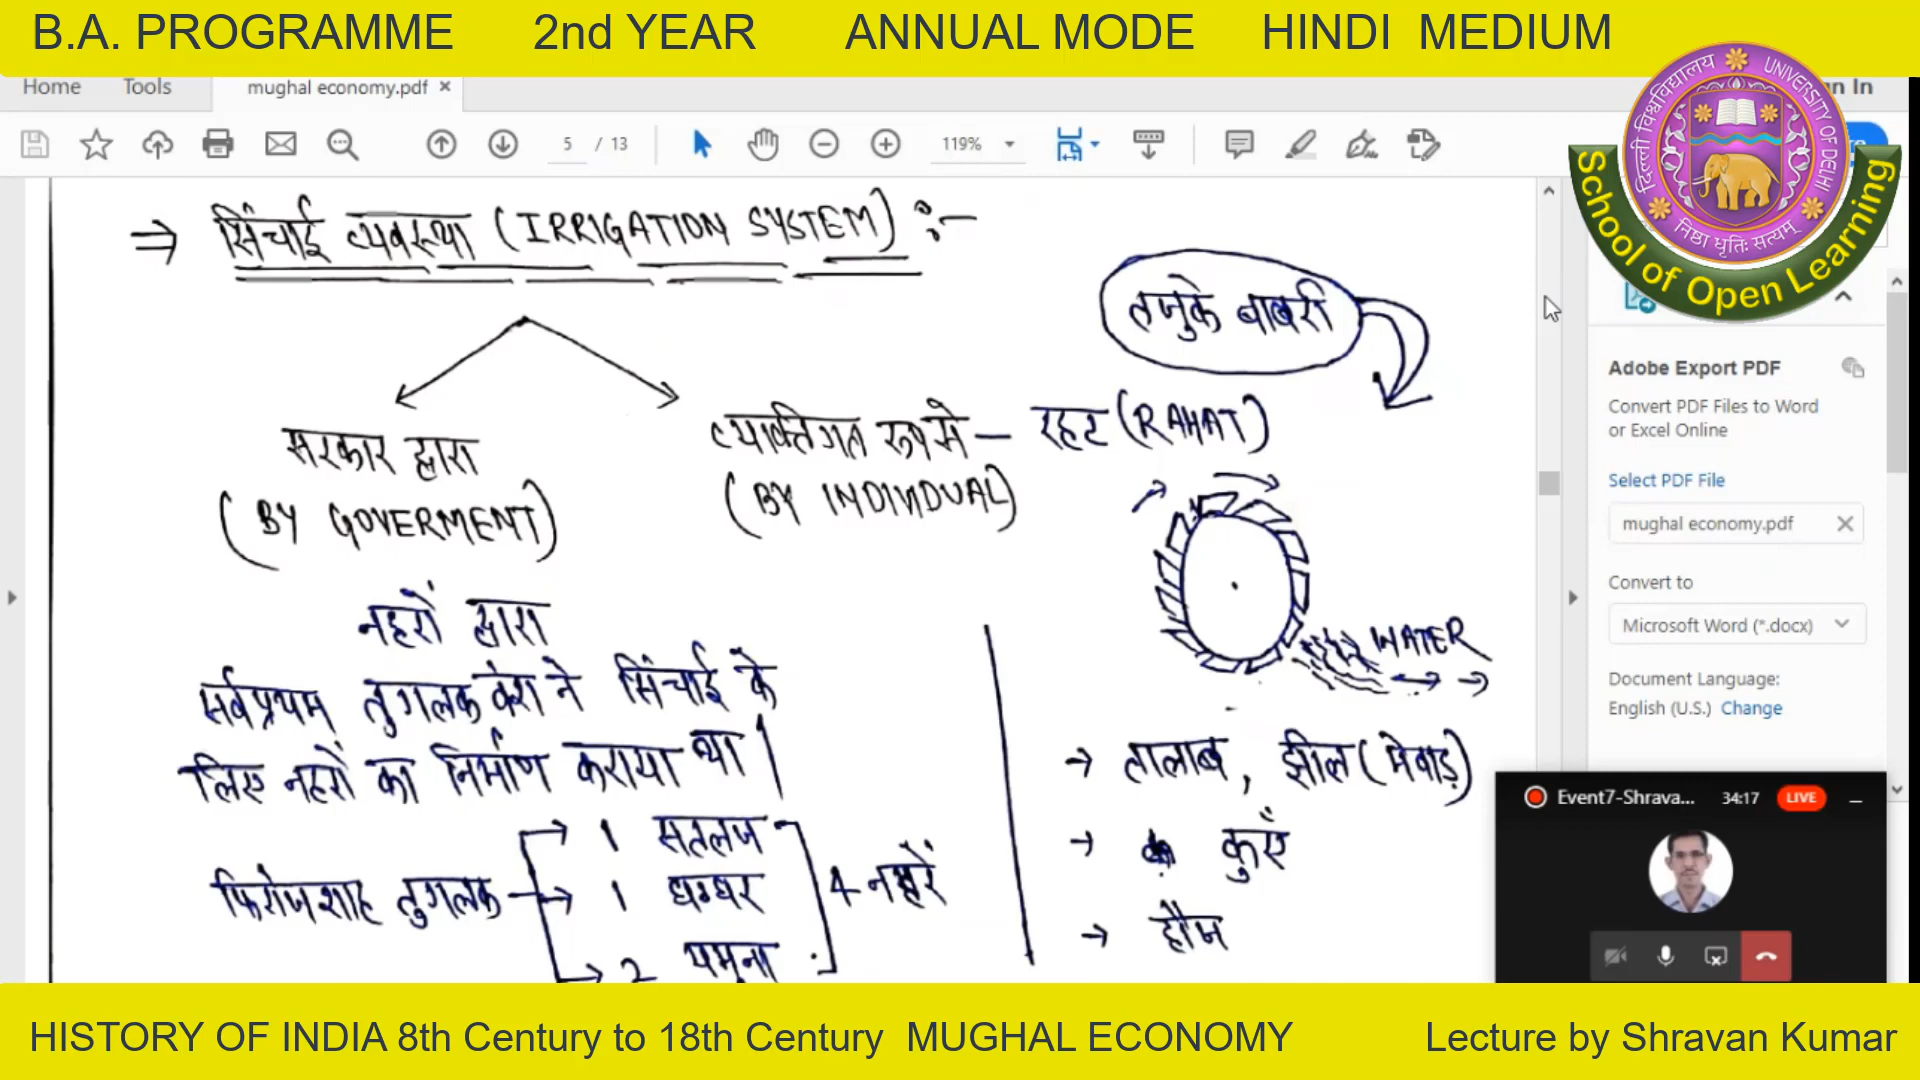 B.A. PROGRAMME 2nd YEAR ANNUAL MODE HINDI MEDIUM
Home Tools mughal economy.pdf × n In
5 / 13 119%
⇒ सिंचाई व्यवस्था (IRRIGATION SYSTEM) :-
तजुके बाबरी
सरकार द्वारा
(BY GOVERMENT)
व्यक्तिगत रूप से — रहट (RAHAT)
(BY INDIVIDUAL)
WATER
नहरों द्वारा
सर्वप्रथम तुगलक वंश ने सिंचाई के
लिए नहरों का निर्माण कराया था|
फिरोजशाह तुगलक
→ 1 सतलज
→ 1 घग्घर
→ 2 यमुना
4 नहरें
→ तालाब, झील (मेवाड़)
→ कुएँ
→ हौज
दिल्ली विश्वविद्यालय UNIVERSITY OF DELHI
निष्ठा धृतिः सत्यम्
School of Open Learning
Adobe Export PDF
Convert PDF Files to Word
or Excel Online
Select PDF File
mughal economy.pdf
Convert to
Microsoft Word (*.docx)
Document Language:
English (U.S.) Change
Event7-Shrava... 34:17 LIVE
HISTORY OF INDIA 8th Century to 18th Century MUGHAL ECONOMY Lecture by Shravan Kumar